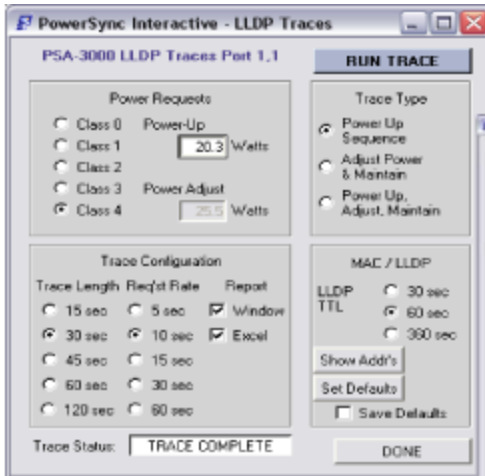 PowerSync Interactive - LLDP Traces
PSA-3000 LLDP Traces Port 1,1
RUN TRACE
Power Requests
Class 0 Power-Up
Class 1 20.3 Watts
Class 2
Class 3 Power Adjust
Class 4 25.5 Watts
Trace Type
Power Up
Sequence
Adjust Power
& Maintain
Power Up,
Adjust, Maintain
Trace Configuration
Trace Length Req'st Rate Report
15 sec 5 sec Window
30 sec 10 sec Excel
45 sec 15 sec
60 sec 30 sec
120 sec 60 sec
MAC / LLDP
LLDP
TTL
30 sec
60 sec
360 sec
Show Addr's
Set Defaults
Save Defaults
Trace Status: TRACE COMPLETE
DONE